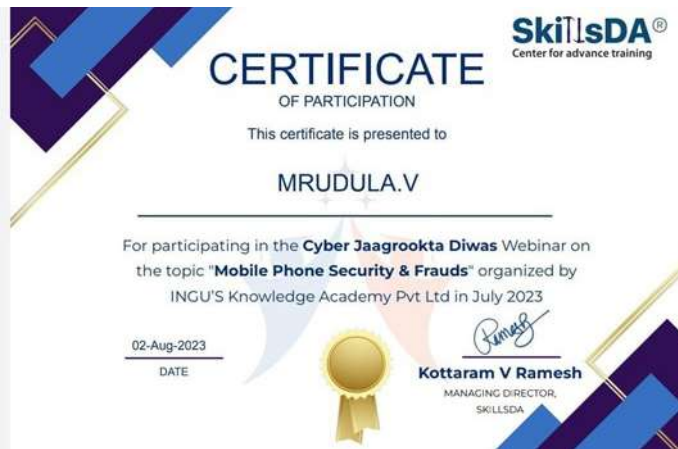 SkillsDA®
Center for advance training
CERTIFICATE
OF PARTICIPATION
This certificate is presented to
MRUDULA.V
For participating in the Cyber Jaagrookta Diwas Webinar on
the topic "Mobile Phone Security & Frauds" organized by
INGU'S Knowledge Academy Pvt Ltd in July 2023
Ramesh
02-Aug-2023
DATE
Kottaram V Ramesh
MANAGING DIRECTOR,
SKILLSDA